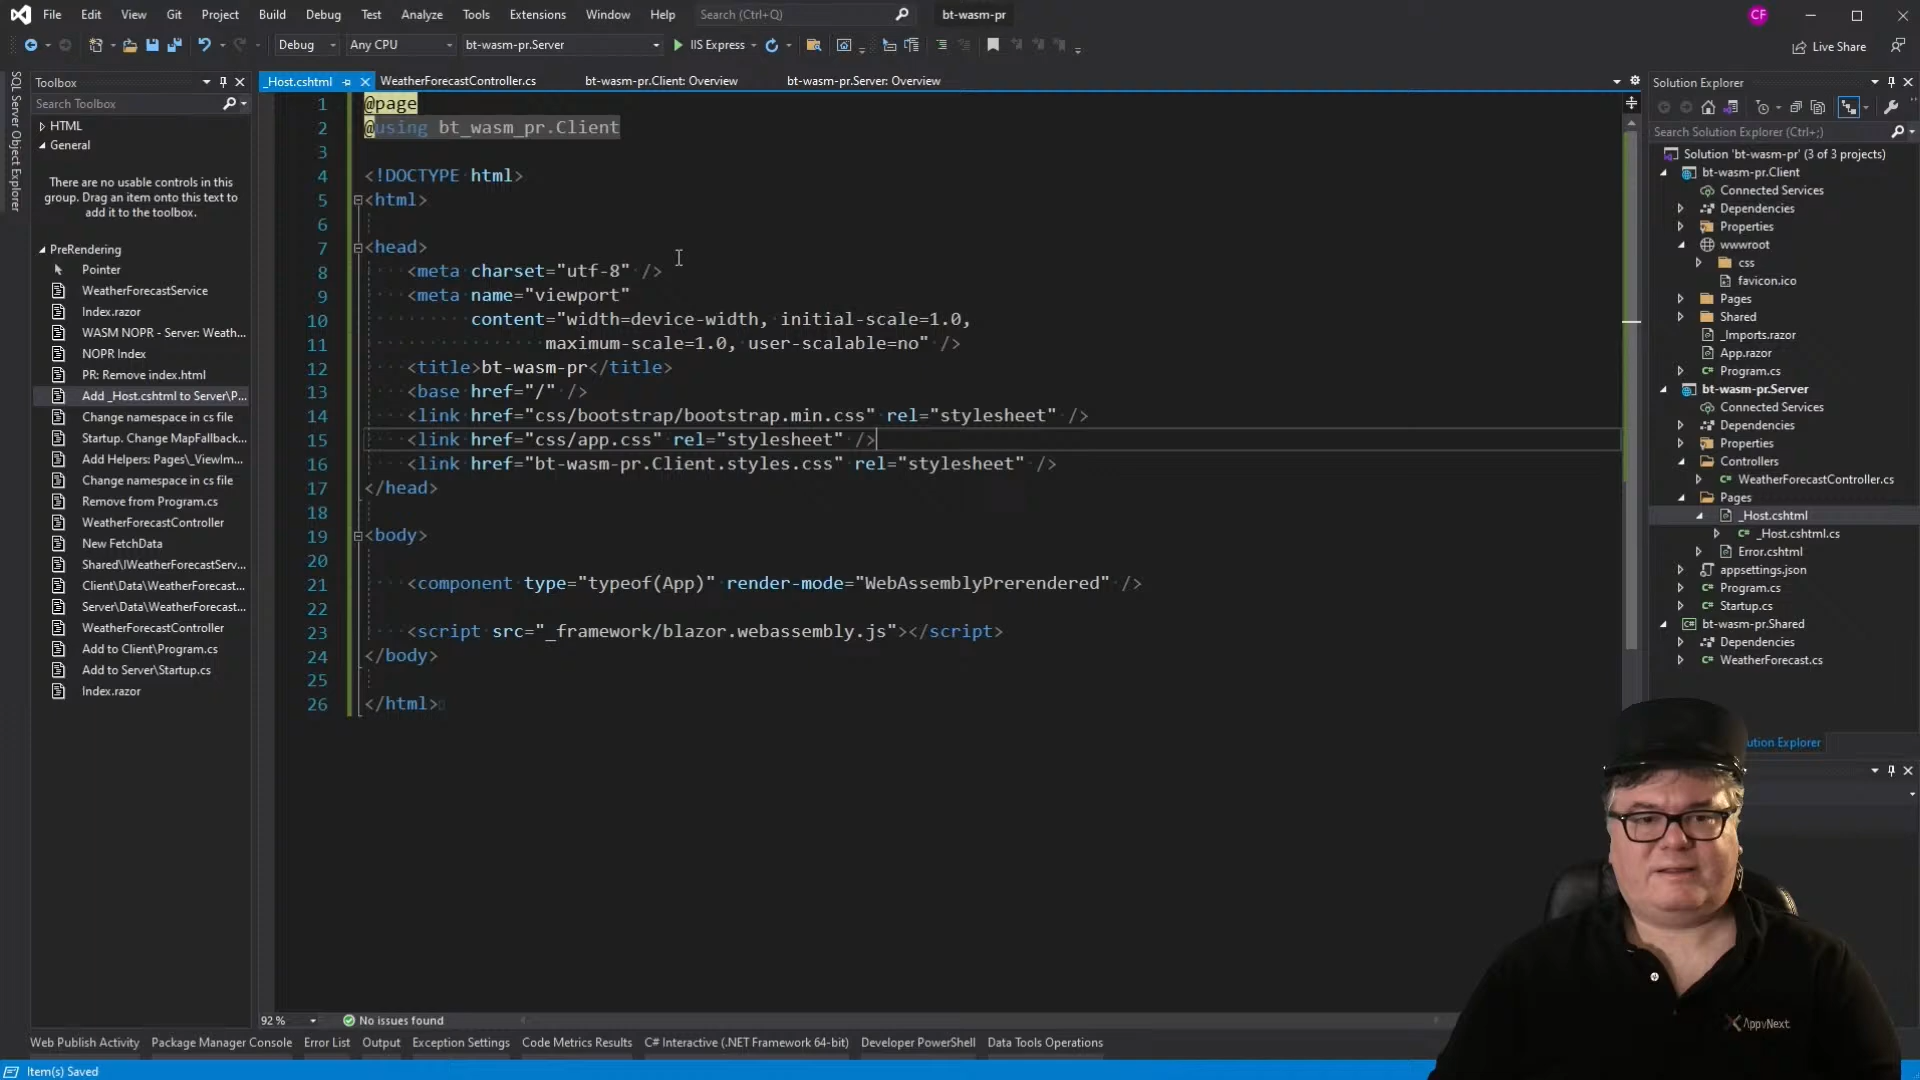 File Edit View Git Project Build Debug Test Analyze Tools Extensions Window Help Search (Ctrl+Q) bt-wasm-pr CF
Debug Any CPU bt-wasm-pr.Server IIS Express Live Share
SQL Server Object Explorer
Toolbox
Search Toolbox
HTML
General
There are no usable controls in this
group. Drag an item onto this text to
add it to the toolbox.
PreRendering
Pointer
WeatherForecastService
Index.razor
WASM NOPR - Server: Weath...
NOPR Index
PR: Remove index.html
Add _Host.cshtml to Server\P...
Change namespace in cs file
Startup. Change MapFallback...
Add Helpers: Pages\_ViewIm...
Change namespace in cs file
Remove from Program.cs
WeatherForecastController
New FetchData
Shared\IWeatherForecastServ...
Client\Data\WeatherForecast...
Server\Data\WeatherForecast...
WeatherForecastController
Add to Client\Program.cs
Add to Server\Startup.cs
Index.razor
_Host.cshtml WeatherForecastController.cs bt-wasm-pr.Client: Overview bt-wasm-pr.Server: Overview
1 @page
2 @using bt_wasm_pr.Client
3
4 <!DOCTYPE html>
5 <html>
6
7 <head>
8 <meta charset="utf-8" />
9 <meta name="viewport"
10 content="width=device-width, initial-scale=1.0,
11 maximum-scale=1.0, user-scalable=no" />
12 <title>bt-wasm-pr</title>
13 <base href="/" />
14 <link href="css/bootstrap/bootstrap.min.css" rel="stylesheet" />
15 <link href="css/app.css" rel="stylesheet" />
16 <link href="bt-wasm-pr.Client.styles.css" rel="stylesheet" />
17 </head>
18
19 <body>
20
21 <component type="typeof(App)" render-mode="WebAssemblyPrerendered" />
22
23 <script src="_framework/blazor.webassembly.js"></script>
24 </body>
25
26 </html>
92 % No issues found
Solution Explorer
Search Solution Explorer (Ctrl+;)
Solution 'bt-wasm-pr' (3 of 3 projects)
bt-wasm-pr.Client
Connected Services
Dependencies
Properties
wwwroot
css
favicon.ico
Pages
Shared
_Imports.razor
App.razor
Program.cs
bt-wasm-pr.Server
Connected Services
Dependencies
Properties
Controllers
WeatherForecastController.cs
Pages
_Host.cshtml
_Host.cshtml.cs
Error.cshtml
appsettings.json
Program.cs
Startup.cs
bt-wasm-pr.Shared
Dependencies
WeatherForecast.cs
ution Explorer
AppvNext
Web Publish Activity Package Manager Console Error List Output Exception Settings Code Metrics Results C# Interactive (.NET Framework 64-bit) Developer PowerShell Data Tools Operations
Item(s) Saved